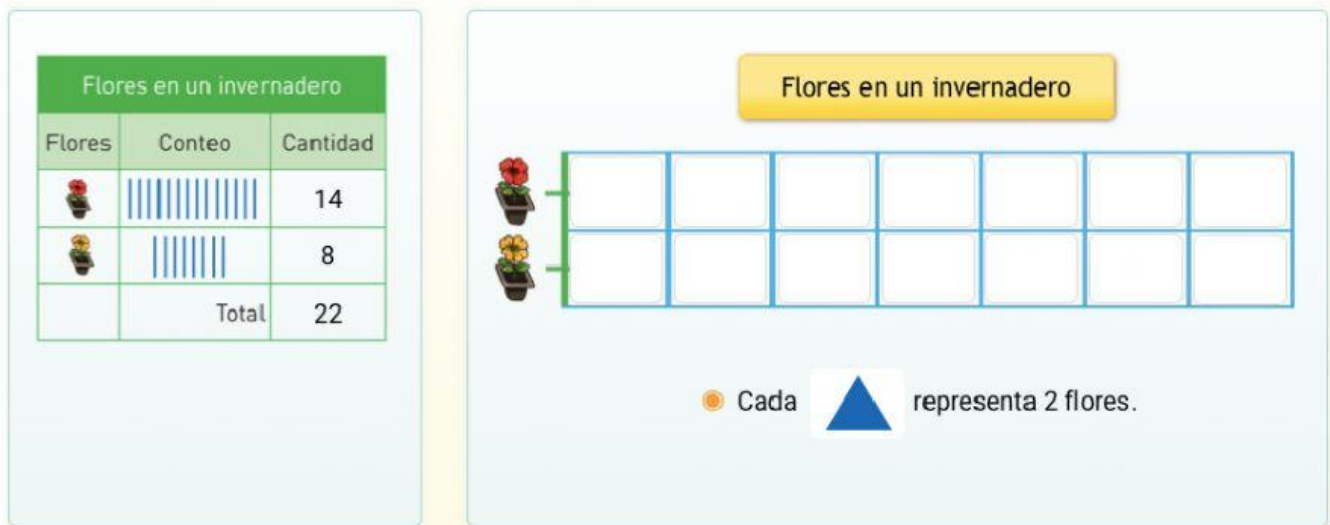 Flores en un invernadero
Flores Conteo Cantidad
14
8
Total 22
Flores en un invernadero
Cada representa 2 flores.